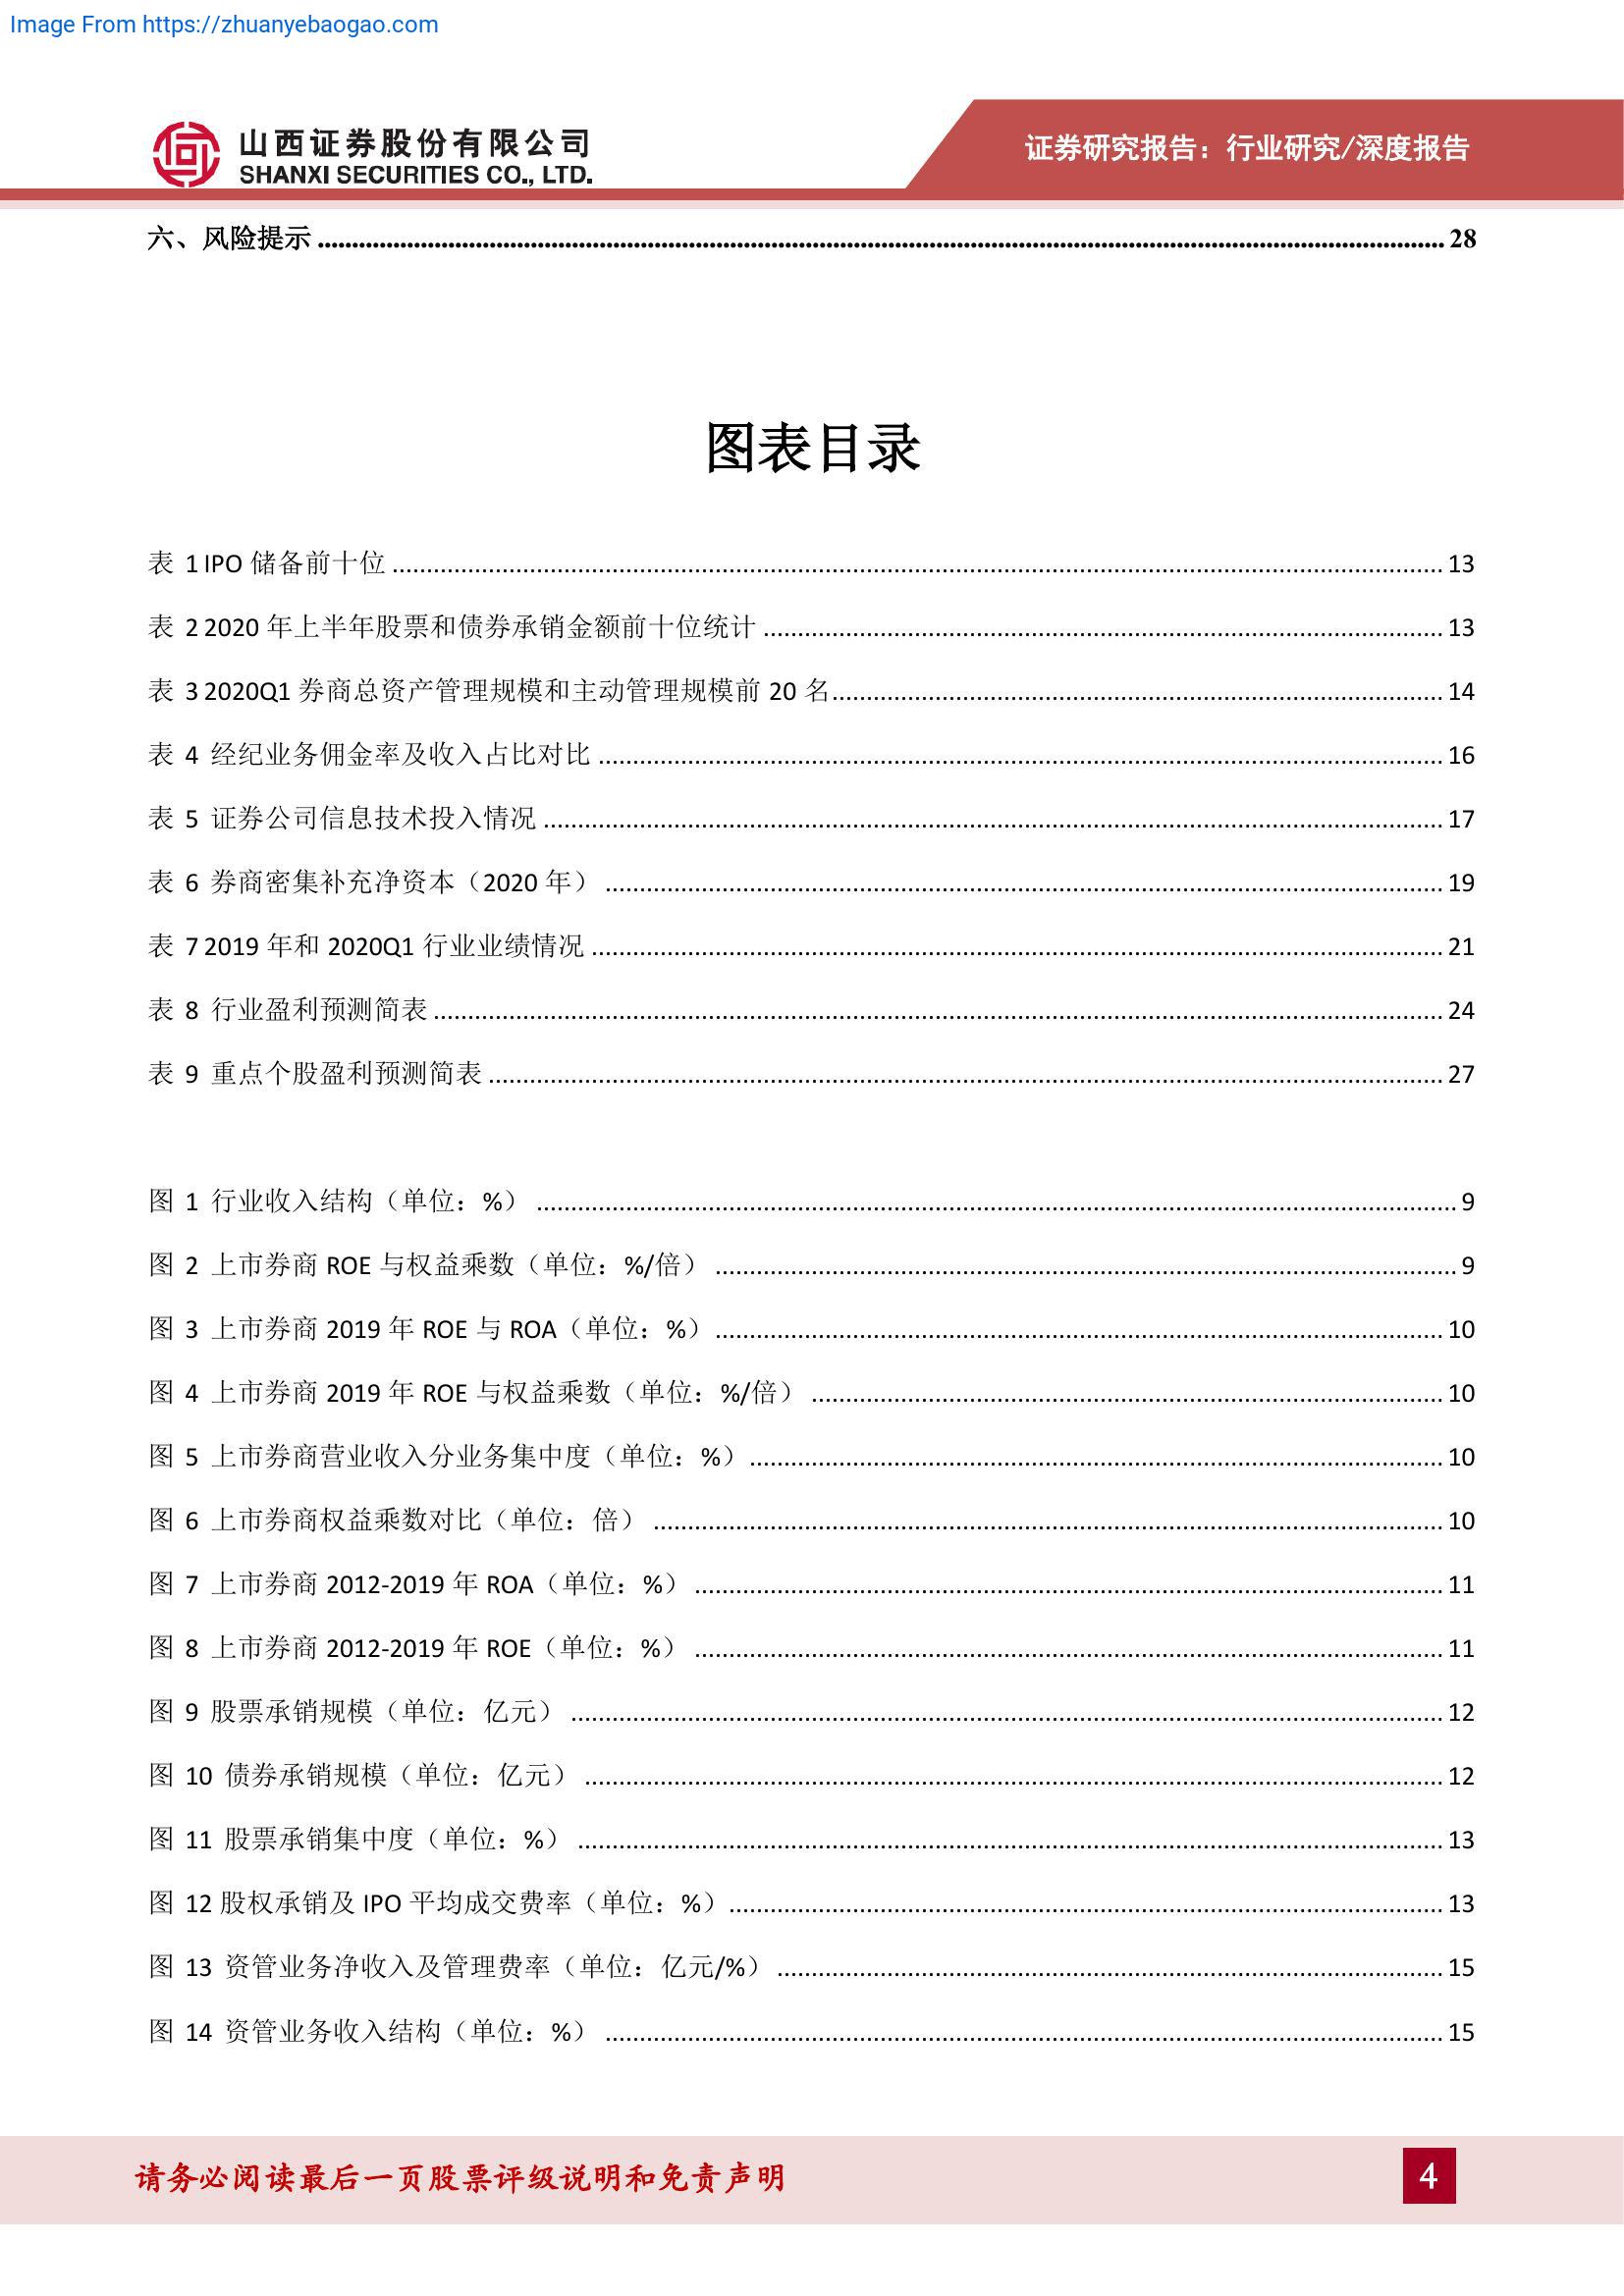 Image From https://zhuanyebaogao.com
山西证券股份有限公司
SHANXI SECURITIES CO., LTD.
证券研究报告：行业研究/深度报告
六、风险提示 ........ 28
图表目录
表 1 IPO 储备前十位 ........ 13
表 2 2020 年上半年股票和债券承销金额前十位统计 ........ 13
表 3 2020Q1 券商总资产管理规模和主动管理规模前 20 名 ........ 14
表 4 经纪业务佣金率及收入占比对比 ........ 16
表 5 证券公司信息技术投入情况 ........ 17
表 6 券商密集补充净资本（2020 年） ........ 19
表 7 2019 年和 2020Q1 行业业绩情况 ........ 21
表 8 行业盈利预测简表 ........ 24
表 9 重点个股盈利预测简表 ........ 27
图 1 行业收入结构（单位：%） ........ 9
图 2 上市券商 ROE 与权益乘数（单位：%/倍） ........ 9
图 3 上市券商 2019 年 ROE 与 ROA（单位：%） ........ 10
图 4 上市券商 2019 年 ROE 与权益乘数（单位：%/倍） ........ 10
图 5 上市券商营业收入分业务集中度（单位：%） ........ 10
图 6 上市券商权益乘数对比（单位：倍） ........ 10
图 7 上市券商 2012-2019 年 ROA（单位：%） ........ 11
图 8 上市券商 2012-2019 年 ROE（单位：%） ........ 11
图 9 股票承销规模（单位：亿元） ........ 12
图 10 债券承销规模（单位：亿元） ........ 12
图 11 股票承销集中度（单位：%） ........ 13
图 12 股权承销及 IPO 平均成交费率（单位：%） ........ 13
图 13 资管业务净收入及管理费率（单位：亿元/%） ........ 15
图 14 资管业务收入结构（单位：%） ........ 15
请务必阅读最后一页股票评级说明和免责声明
4